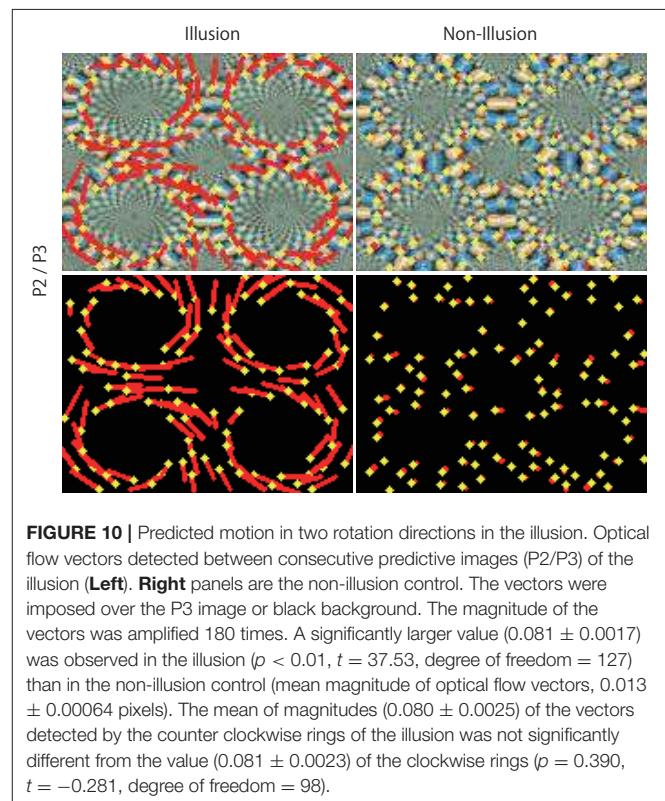 Illusion
Non-Illusion
P2 / P3
FIGURE 10 | Predicted motion in two rotation directions in the illusion. Optical
flow vectors detected between consecutive predictive images (P2/P3) of the
illusion (Left). Right panels are the non-illusion control. The vectors were
imposed over the P3 image or black background. The magnitude of the
vectors was amplified 180 times. A significantly larger value (0.081 ± 0.0017)
was observed in the illusion (p < 0.01, t = 37.53, degree of freedom = 127)
than in the non-illusion control (mean magnitude of optical flow vectors, 0.013
± 0.00064 pixels). The mean of magnitudes (0.080 ± 0.0025) of the vectors
detected by the counter clockwise rings of the illusion was not significantly
different from the value (0.081 ± 0.0023) of the clockwise rings (p = 0.390,
t = −0.281, degree of freedom = 98).